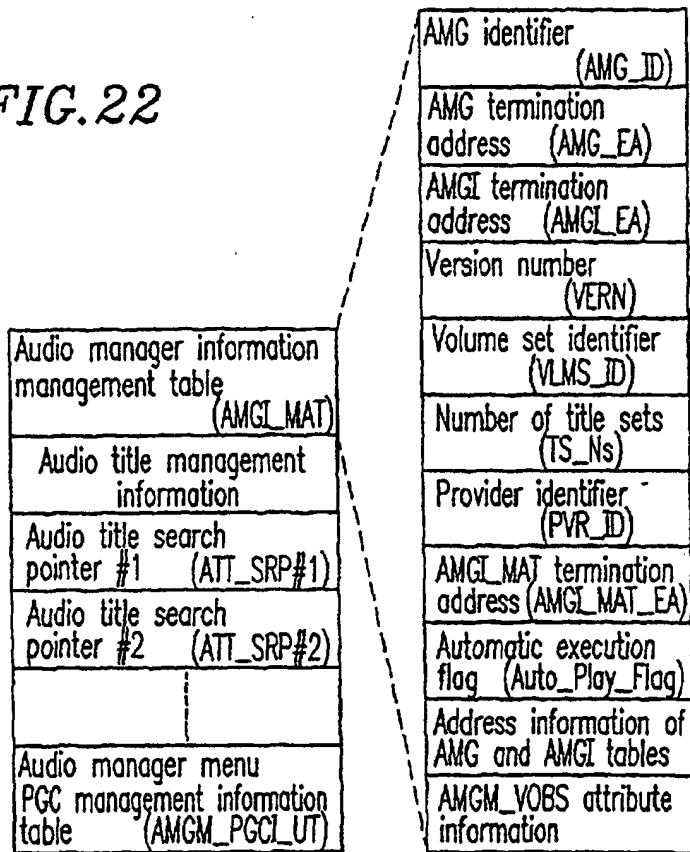 FIG.22
Audio manager information
management table
(AMGI_MAT)
Audio title management
information
Audio title search
pointer #1 (ATT_SRP#1)
Audio title search
pointer #2 (ATT_SRP#2)
Audio manager menu
PGC management information
table (AMGM_PGCI_UT)
AMG identifier
(AMG_ID)
AMG termination
address (AMG_EA)
AMGI termination
address (AMGI_EA)
Version number
(VERN)
Volume set identifier
(VLMS_ID)
Number of title sets
(TS_Ns)
Provider identifier
(PVR_ID)
AMGI_MAT termination
address (AMGI_MAT_EA)
Automatic execution
flag (Auto_Play_Flag)
Address information of
AMG and AMGI tables
AMGM_VOBS attribute
information